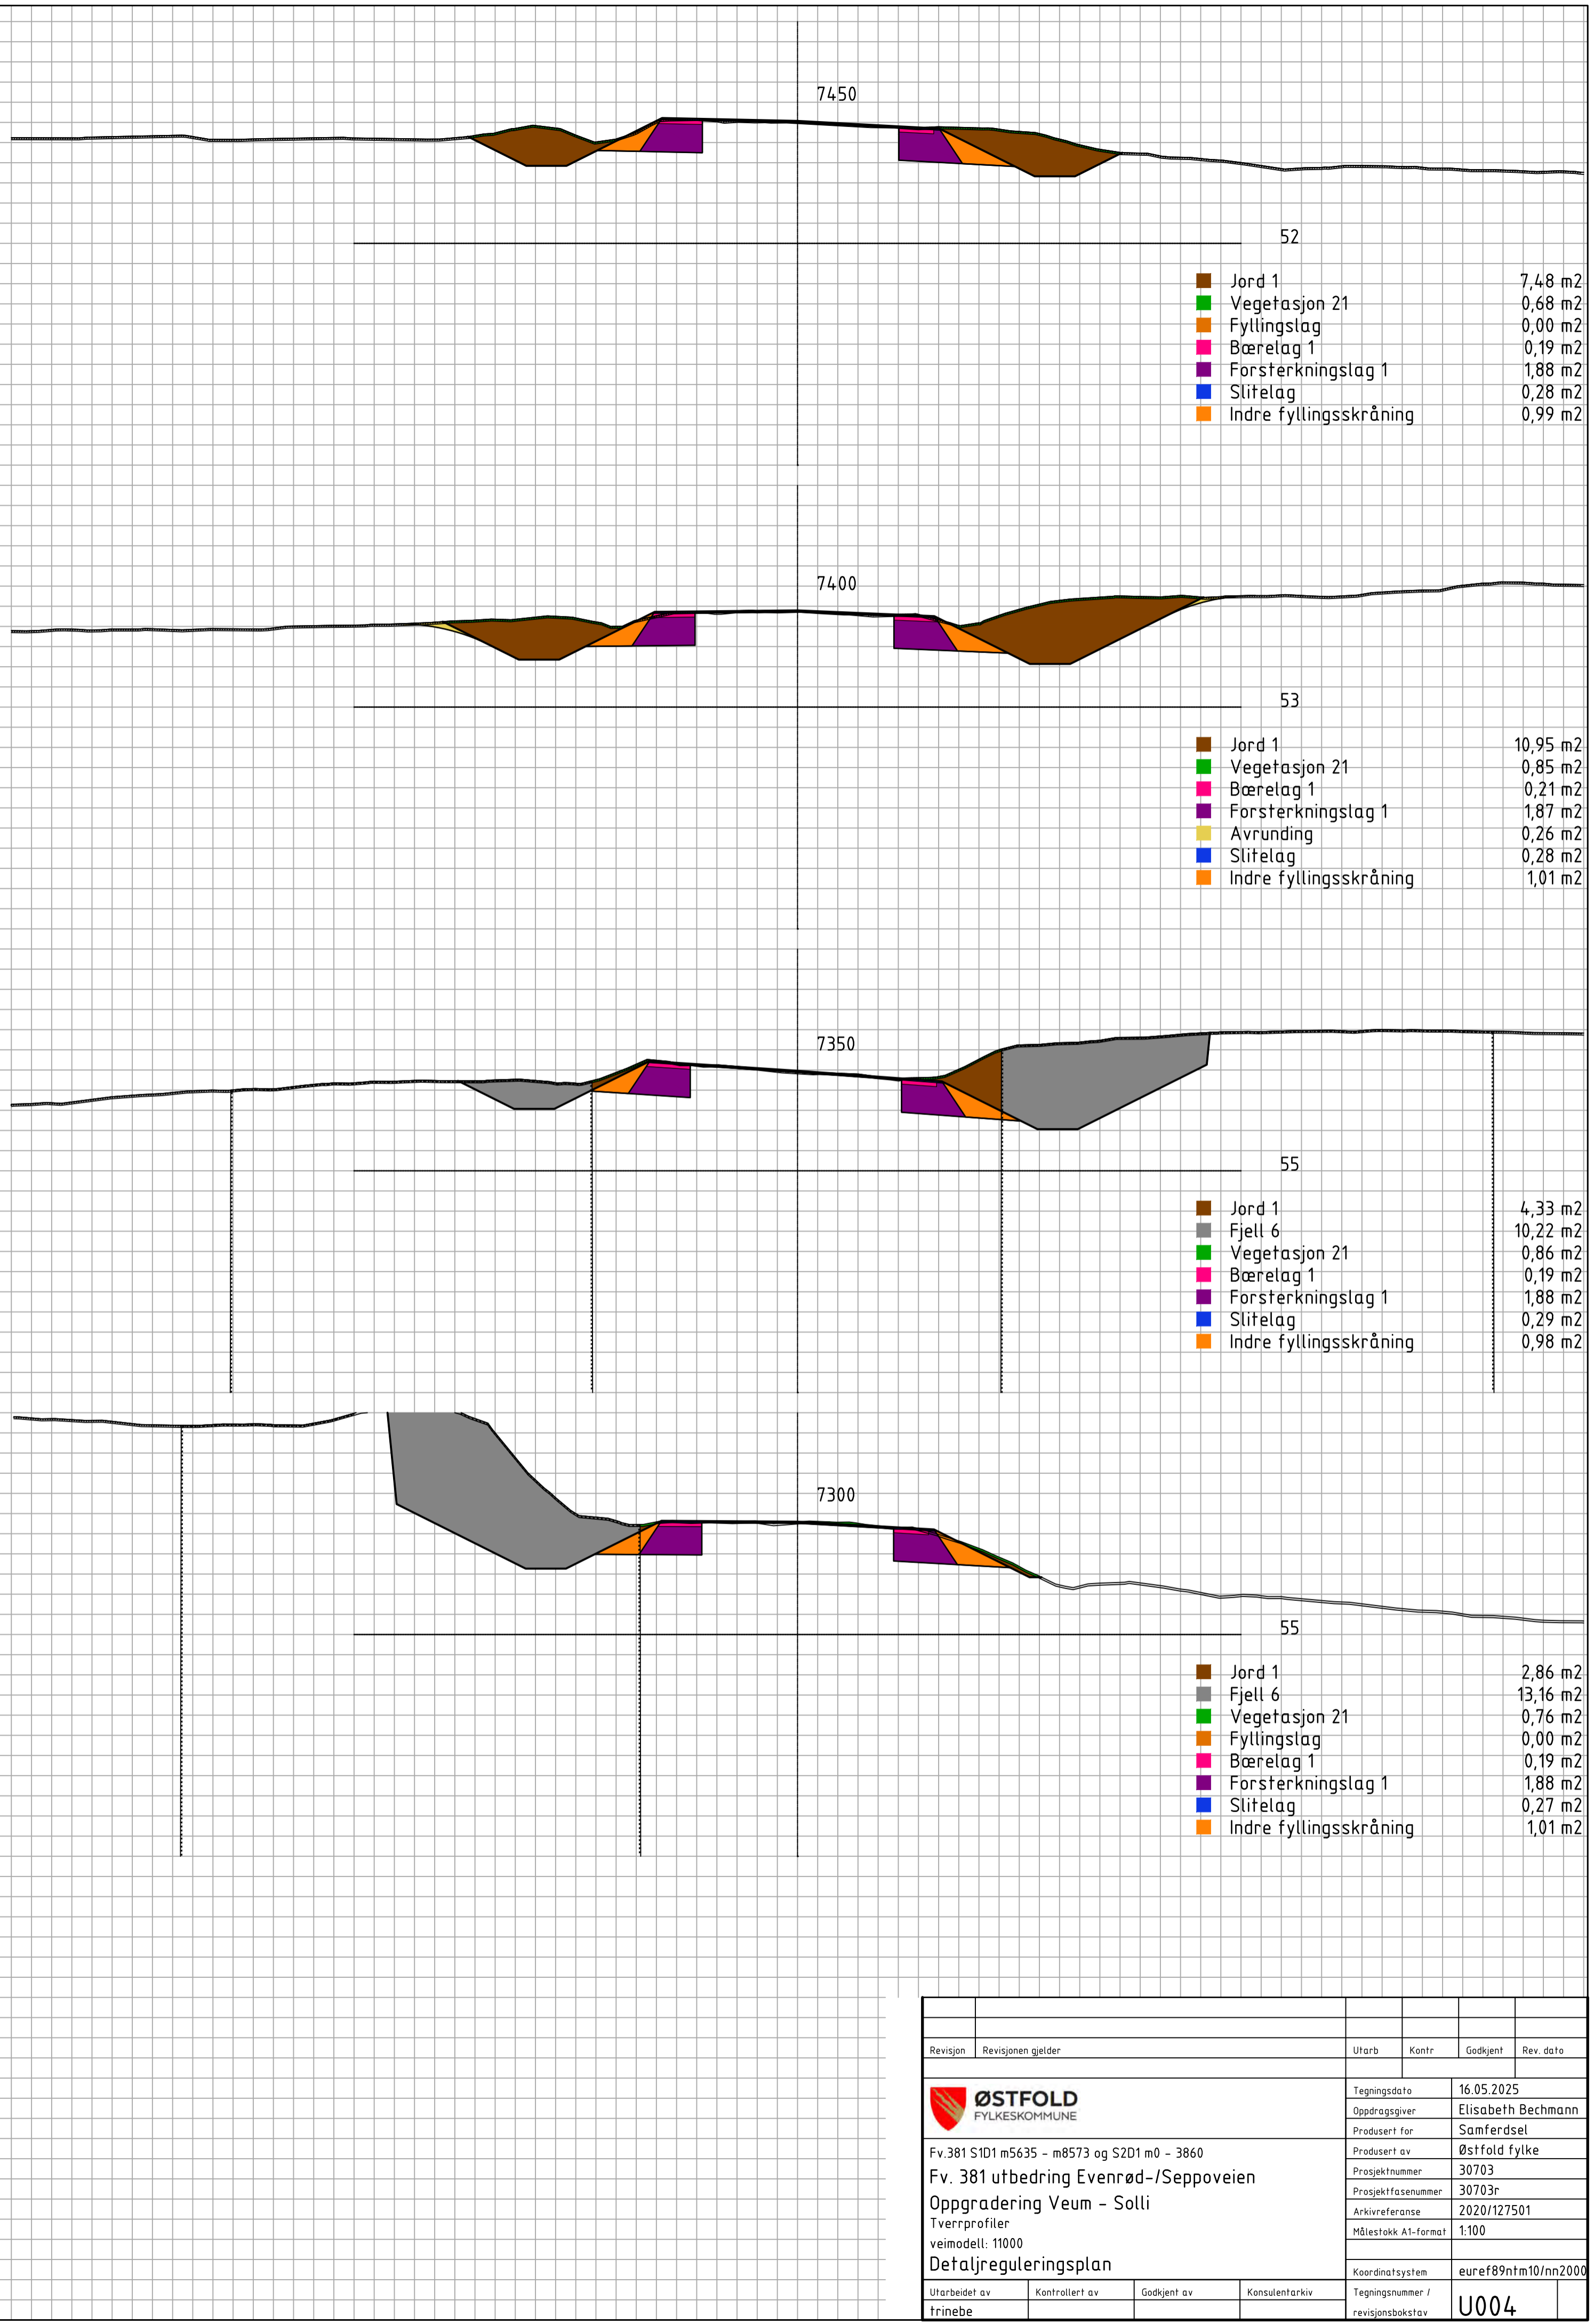 7450
52
Jord 1 7,48 m2
Vegetasjon 21 0,68 m2
Fyllingslag 0,00 m2
Bærelag 1 0,19 m2
Forsterkningslag 1 1,88 m2
Slitelag 0,28 m2
Indre fyllingsskråning 0,99 m2
7400
53
Jord 1 10,95 m2
Vegetasjon 21 0,85 m2
Bærelag 1 0,21 m2
Forsterkningslag 1 1,87 m2
Avrunding 0,26 m2
Slitelag 0,28 m2
Indre fyllingsskråning 1,01 m2
7350
55
Jord 1 4,33 m2
Fjell 6 10,22 m2
Vegetasjon 21 0,86 m2
Bærelag 1 0,19 m2
Forsterkningslag 1 1,88 m2
Slitelag 0,29 m2
Indre fyllingsskråning 0,98 m2
7300
55
Jord 1 2,86 m2
Fjell 6 13,16 m2
Vegetasjon 21 0,76 m2
Fyllingslag 0,00 m2
Bærelag 1 0,19 m2
Forsterkningslag 1 1,88 m2
Slitelag 0,27 m2
Indre fyllingsskråning 1,01 m2
Revisjon Revisjonen gjelder Utarb Kontr Godkjent Rev. dato
ØSTFOLD
FYLKESKOMMUNE
Fv.381 S1D1 m5635 - m8573 og S2D1 m0 - 3860
Fv. 381 utbedring Evenrød-/Seppoveien
Oppgradering Veum - Solli
Tverrprofiler
veimodell: 11000
Detaljreguleringsplan
Tegningsdato 16.05.2025
Oppdragsgiver Elisabeth Bechmann
Produsert for Samferdsel
Produsert av Østfold fylke
Prosjektnummer 30703
Prosjektfasenummer 30703r
Arkivreferanse 2020/127501
Målestokk A1-format 1:100
Koordinatsystem euref89ntm10/nn2000
Utarbeidet av Kontrollert av Godkjent av Konsulentarkiv
trinebe
Tegningsnummer /
revisjonsbokstav U004